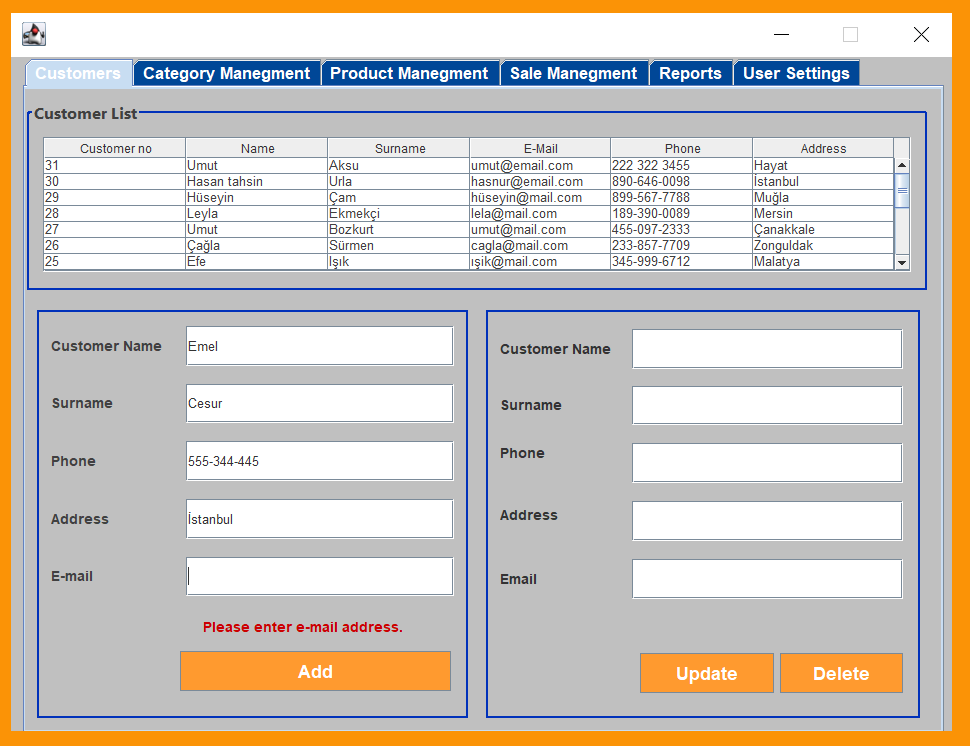 Customers Category Managment Product Manegment Sale Manegment Reports User Settings
Customer List
Customer no Name Surname E-Mail Phone Address
31 Umut Aksu umut@email.com 222 322 3455 Hayat
30 Hasan tahsin Urla hasnur@email.com 890-646-0098 İstanbul
29 Hüseyin Çam hüseyin@mail.com 899-567-7788 Muğla
28 Leyla Ekmekçi lela@mail.com 189-390-0089 Mersin
27 Umut Bozkurt umut@mail.com 455-097-2333 Çanakkale
26 Çağla Sürmen cagla@mail.com 233-857-7709 Zonguldak
25 Efe Işık ışik@mail.com 345-999-6712 Malatya
Customer Name Emel
Surname Cesur
Phone 555-344-445
Address İstanbul
E-mail
Please enter e-mail address.
Add
Customer Name
Surname
Phone
Address
Email
Update Delete